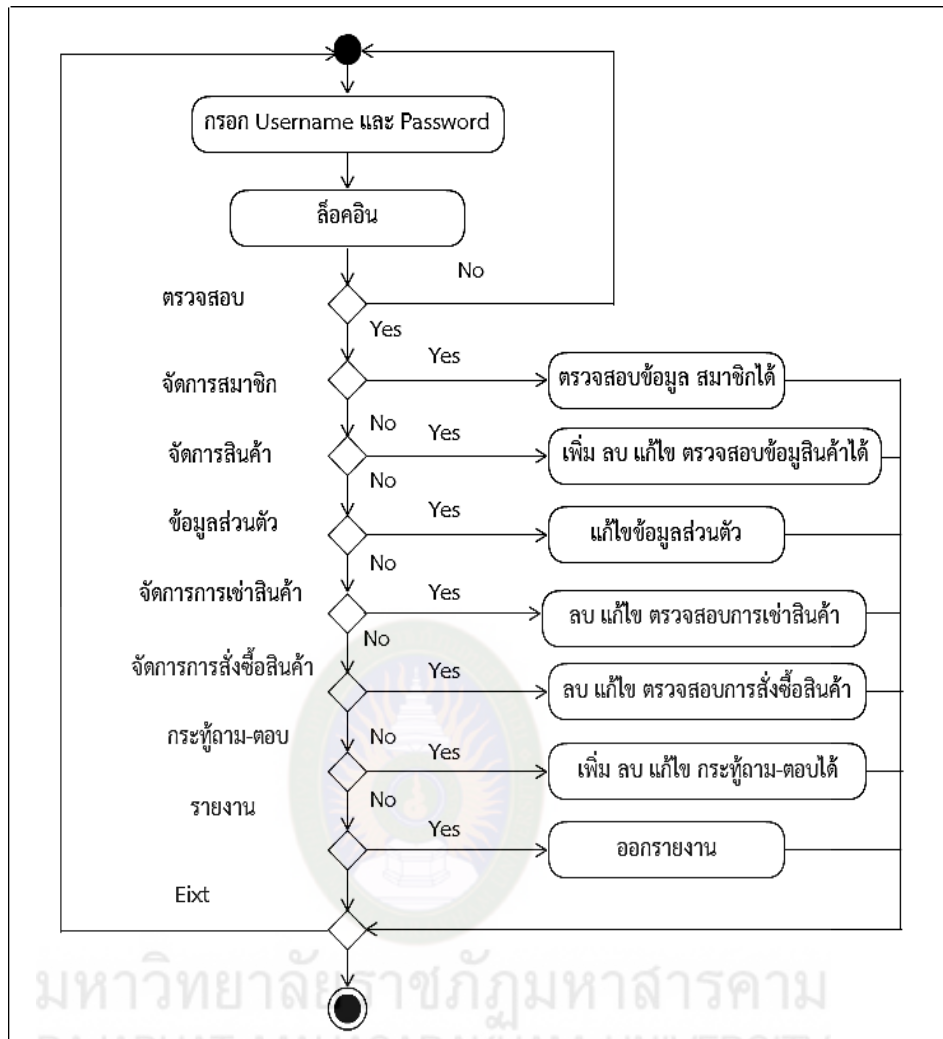 กรอก Username และ Password
ล็อคอิน
No
ตรวจสอบ
Yes
Yes
จัดการสมาชิก
ตรวจสอบข้อมูล สมาชิกได้
No
Yes
จัดการสินค้า
เพิ่ม ลบ แก้ไข ตรวจสอบข้อมูสินค้าได้
No
Yes
ข้อมูลส่วนตัว
แก้ไขข้อมูลส่วนตัว
No
Yes
จัดการการเช่าสินค้า
ลบ แก้ไข ตรวจสอบการเช่าสินค้า
No
จัดการการสั่งซื้อสินค้า
Yes
ลบ แก้ไข ตรวจสอบการสั่งซื้อสินค้า
กระทู้ถาม-ตอบ
No
Yes
เพิ่ม ลบ แก้ไข กระทู้ถาม-ตอบได้
รายงาน
No
Yes
ออกรายงาน
Eixt
มหาวิทยาลัยราชภัฏมหาสารคาม